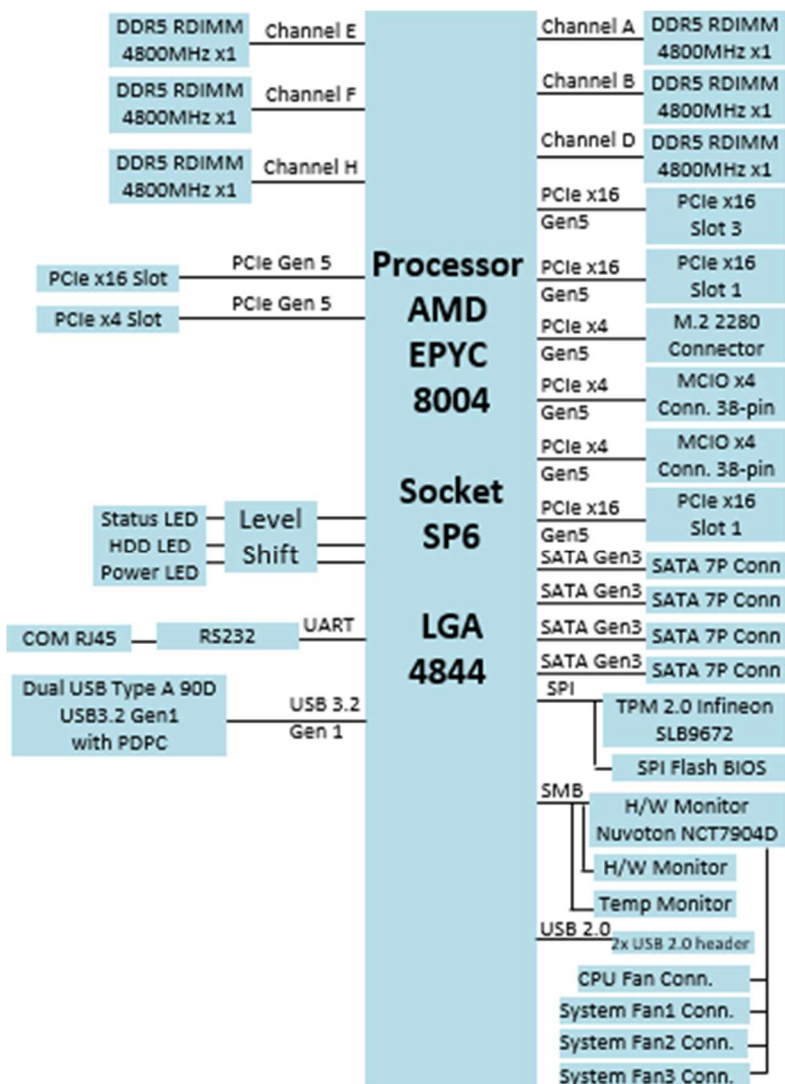 DDR5 RDIMM
4800MHz x1
Channel E
DDR5 RDIMM
4800MHz x1
Channel F
DDR5 RDIMM
4800MHz x1
Channel H
PCIe x16 Slot
PCIe Gen 5
PCIe x4 Slot
PCIe Gen 5
Status LED
HDD LED
Power LED
Level
Shift
COM RJ45
RS232
UART
Dual USB Type A 90D
USB3.2 Gen1
with PDPC
USB 3.2
Gen 1
Processor
AMD
EPYC
8004
Socket
SP6
LGA
4844
Channel A
DDR5 RDIMM
4800MHz x1
Channel B
DDR5 RDIMM
4800MHz x1
Channel D
DDR5 RDIMM
4800MHz x1
PCIe x16
Gen5
PCIe x16
Slot 3
PCIe x16
Gen5
PCIe x16
Slot 1
PCIe x4
Gen5
M.2 2280
Connector
PCIe x4
Gen5
MCIO x4
Conn. 38-pin
PCIe x4
Gen5
MCIO x4
Conn. 38-pin
PCIe x16
Gen5
PCIe x16
Slot 1
SATA Gen3
SATA 7P Conn
SATA Gen3
SATA 7P Conn
SATA Gen3
SATA 7P Conn
SATA Gen3
SATA 7P Conn
SPI
TPM 2.0 Infineon
SLB9672
SPI Flash BIOS
SMB
H/W Monitor
Nuvoton NCT7904D
H/W Monitor
Temp Monitor
USB 2.0
2x USB 2.0 header
CPU Fan Conn.
System Fan1 Conn.
System Fan2 Conn.
System Fan3 Conn.